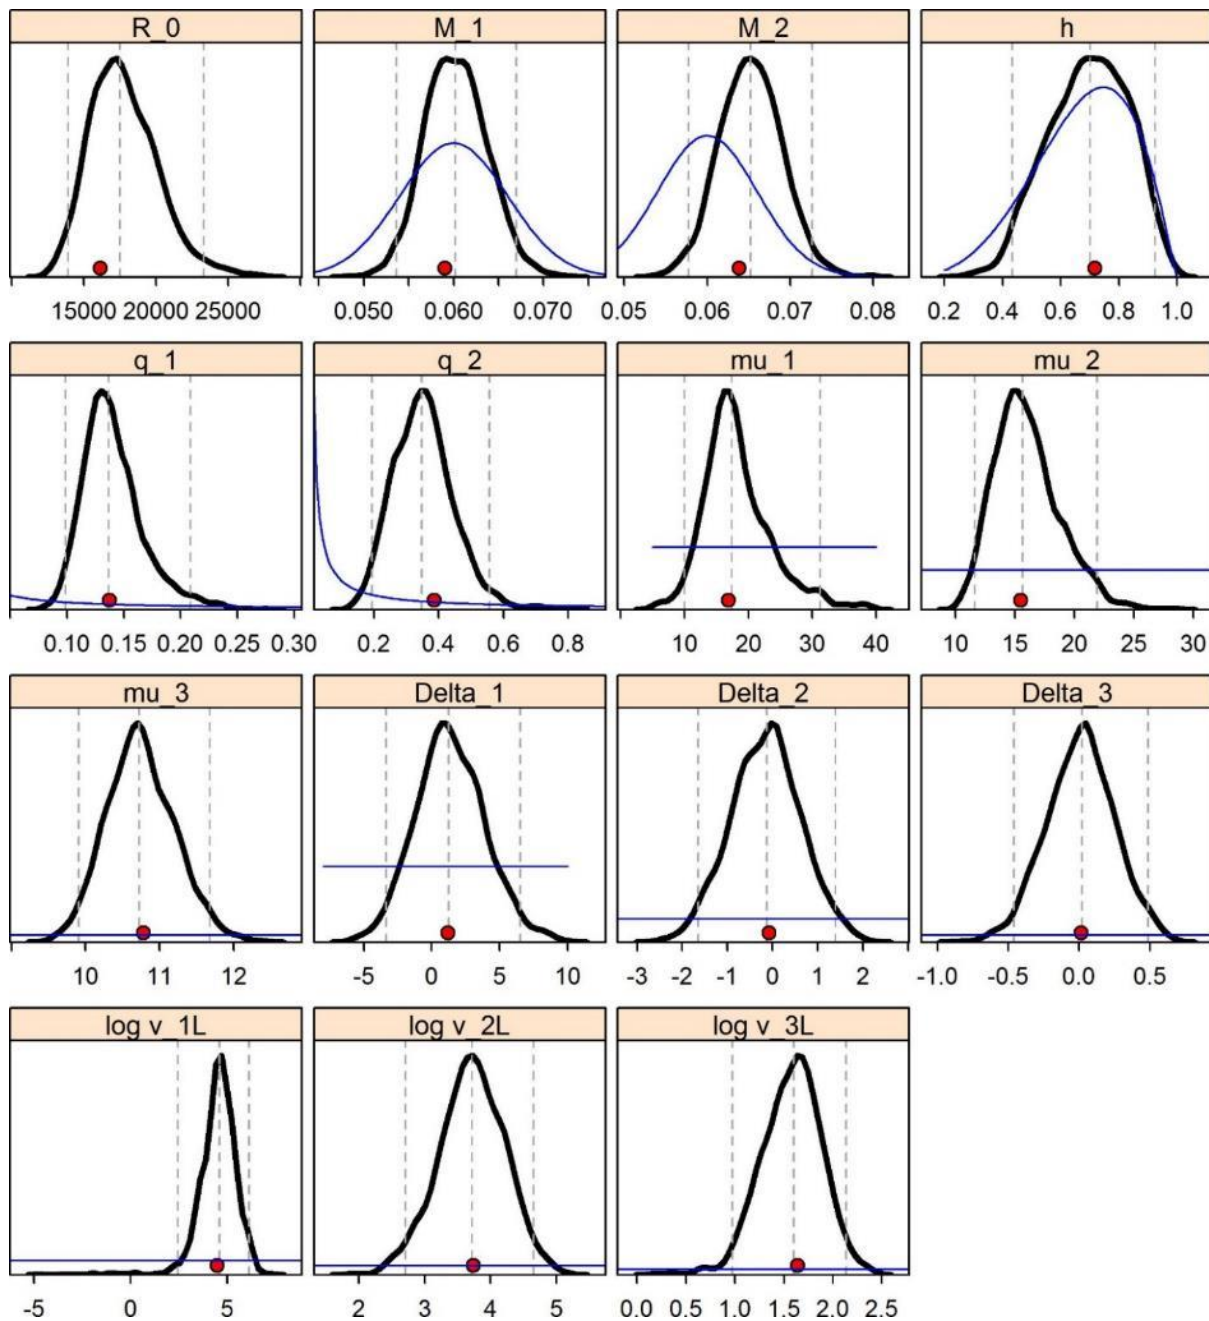 R_0 M_1 M_2 h
15000 20000 25000 0.050 0.060 0.070 0.05 0.06 0.07 0.08 0.2 0.4 0.6 0.8 1.0
q_1 q_2 mu_1 mu_2
0.10 0.15 0.20 0.25 0.30 0.2 0.4 0.6 0.8 10 20 30 40 10 15 20 25 30
mu_3 Delta_1 Delta_2 Delta_3
10 11 12 -5 0 5 10 -3 -2 -1 0 1 2 -1.0 -0.5 0.0 0.5
log v_1L log v_2L log v_3L
-5 0 5 2 3 4 5 0.0 0.5 1.0 1.5 2.0 2.5